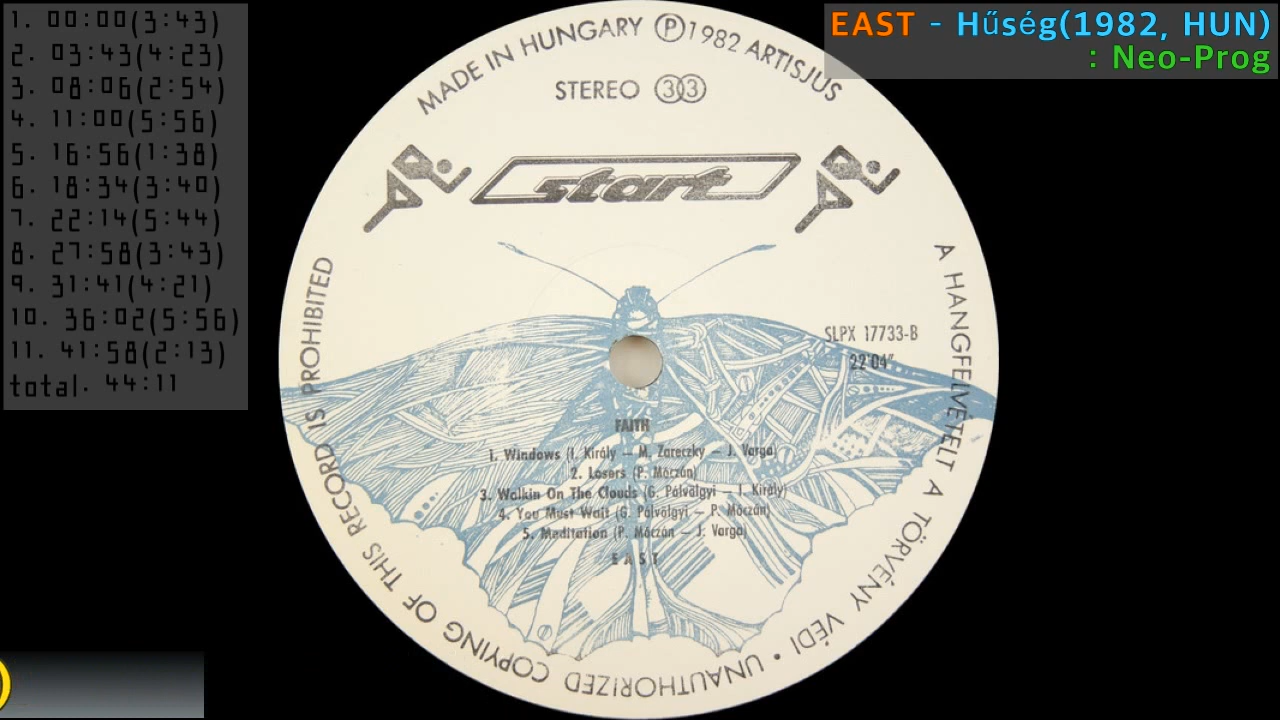 1. 00:00(3:43)
2. 03:43(4:23)
3. 08:06(2:54)
4. 11:00(5:56)
5. 16:56(1:38)
6. 18:34(3:40)
7. 22:14(5:44)
8. 27:58(3:43)
9. 31:41(4:21)
10. 36:02(5:56)
11. 41:58(2:13)
total. 44:11
EAST - Hűség(1982, HUN)
: Neo-Prog
MADE IN HUNGARY Ⓟ1982 ARTISJUS
STEREO 33
start
A HANGFELVÉTELT A TÖRVÉNY VÉDI • UNAUTHORIZED COPYING OF THIS RECORD IS PROHIBITED
SLPX 17733-B
22'04"
FAITH
1. Windows (I. Király – M. Zareczky – J. Varga)
2. Losers (P. Móczán)
3. Walkin On The Clouds (G. Pálvölgyi – I. Király)
4. You Must Wait (G. Pálvölgyi – P. Móczán)
5. Meditation (P. Móczán – J. Varga)
EAST